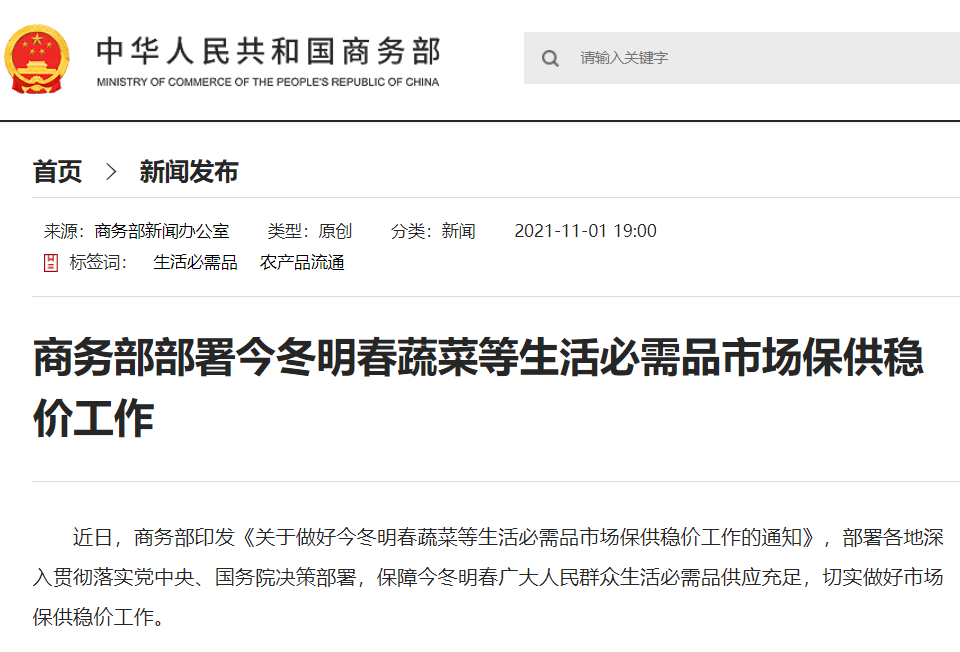 中华人民共和国商务部
MINISTRY OF COMMERCE OF THE PEOPLE'S REPUBLIC OF CHINA
请输入关键字
首页 > 新闻发布
来源：商务部新闻办公室 类型：原创 分类：新闻 2021-11-01 19:00
标签词： 生活必需品 农产品流通
商务部部署今冬明春蔬菜等生活必需品市场保供稳
价工作
近日，商务部印发《关于做好今冬明春蔬菜等生活必需品市场保供稳价工作的通知》，部署各地深
入贯彻落实党中央、国务院决策部署，保障今冬明春广大人民群众生活必需品供应充足，切实做好市场
保供稳价工作。